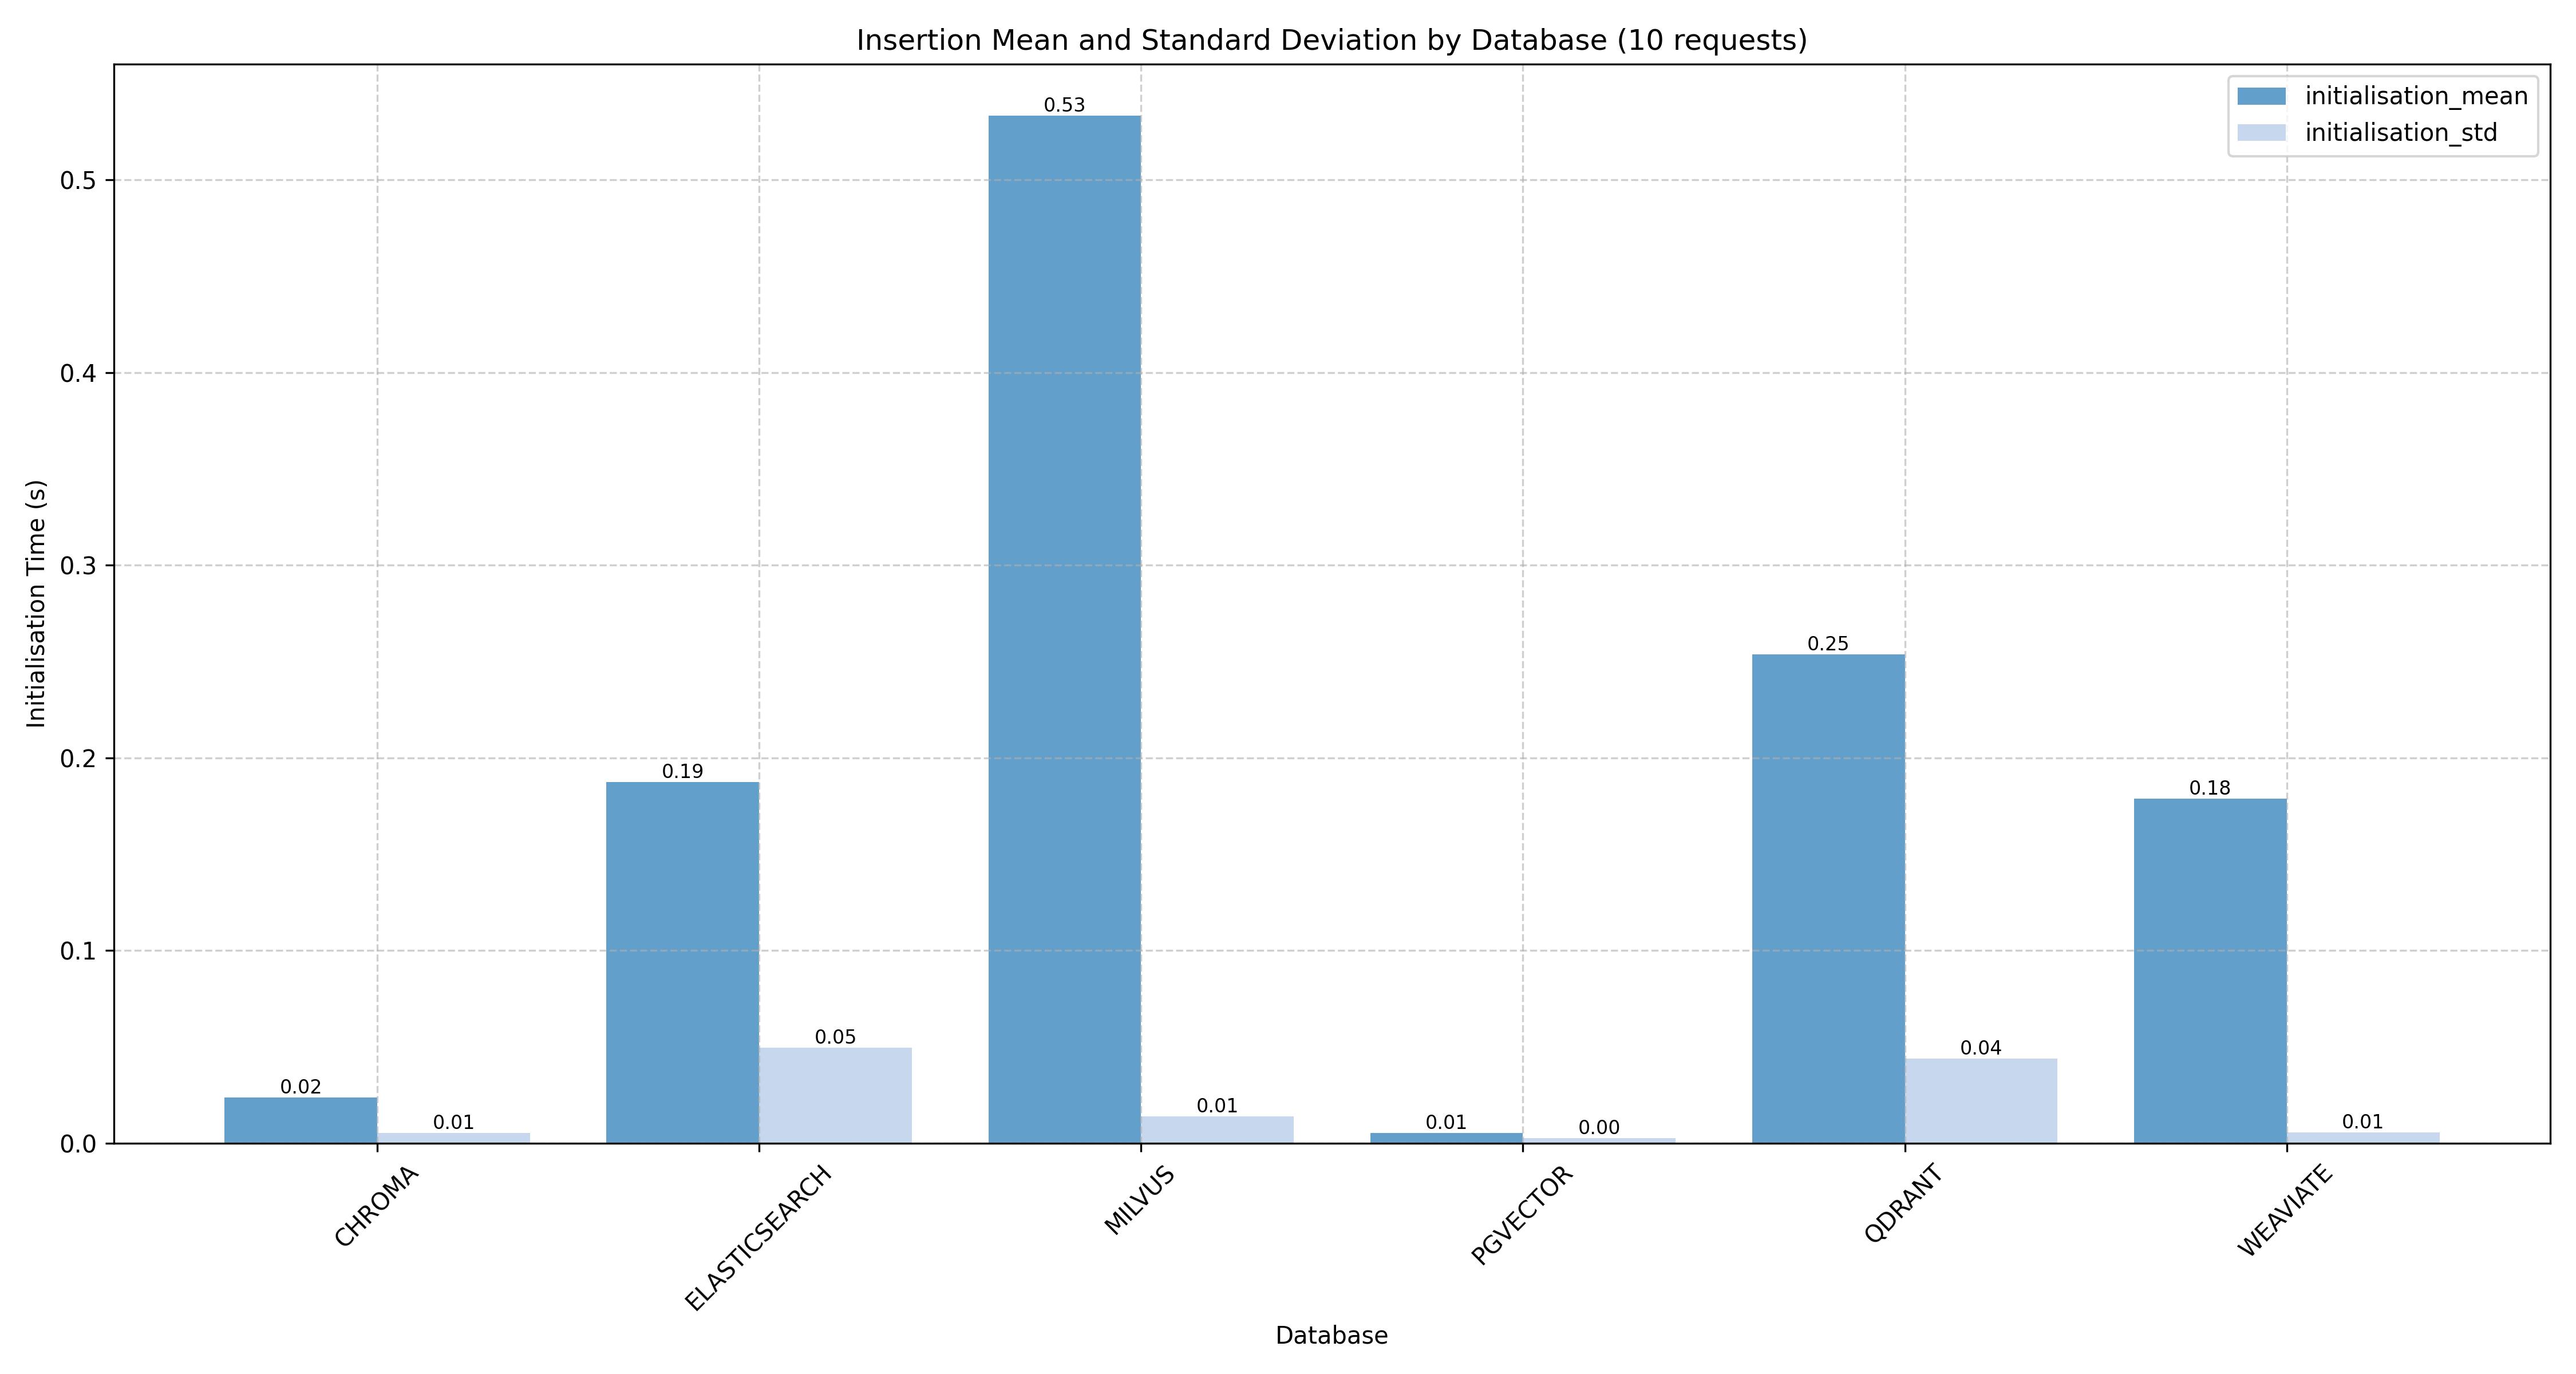 Insertion Mean and Standard Deviation by Database (10 requests)
initialisation_mean
initialisation_std
Initialisation Time (s)
0.5
0.4
0.3
0.2
0.1
0.0
0.02
0.01
0.19
0.05
0.53
0.01
0.01
0.00
0.25
0.04
0.18
0.01
CHROMA
ELASTICSEARCH
MILVUS
PGVECTOR
QDRANT
WEAVIATE
Database